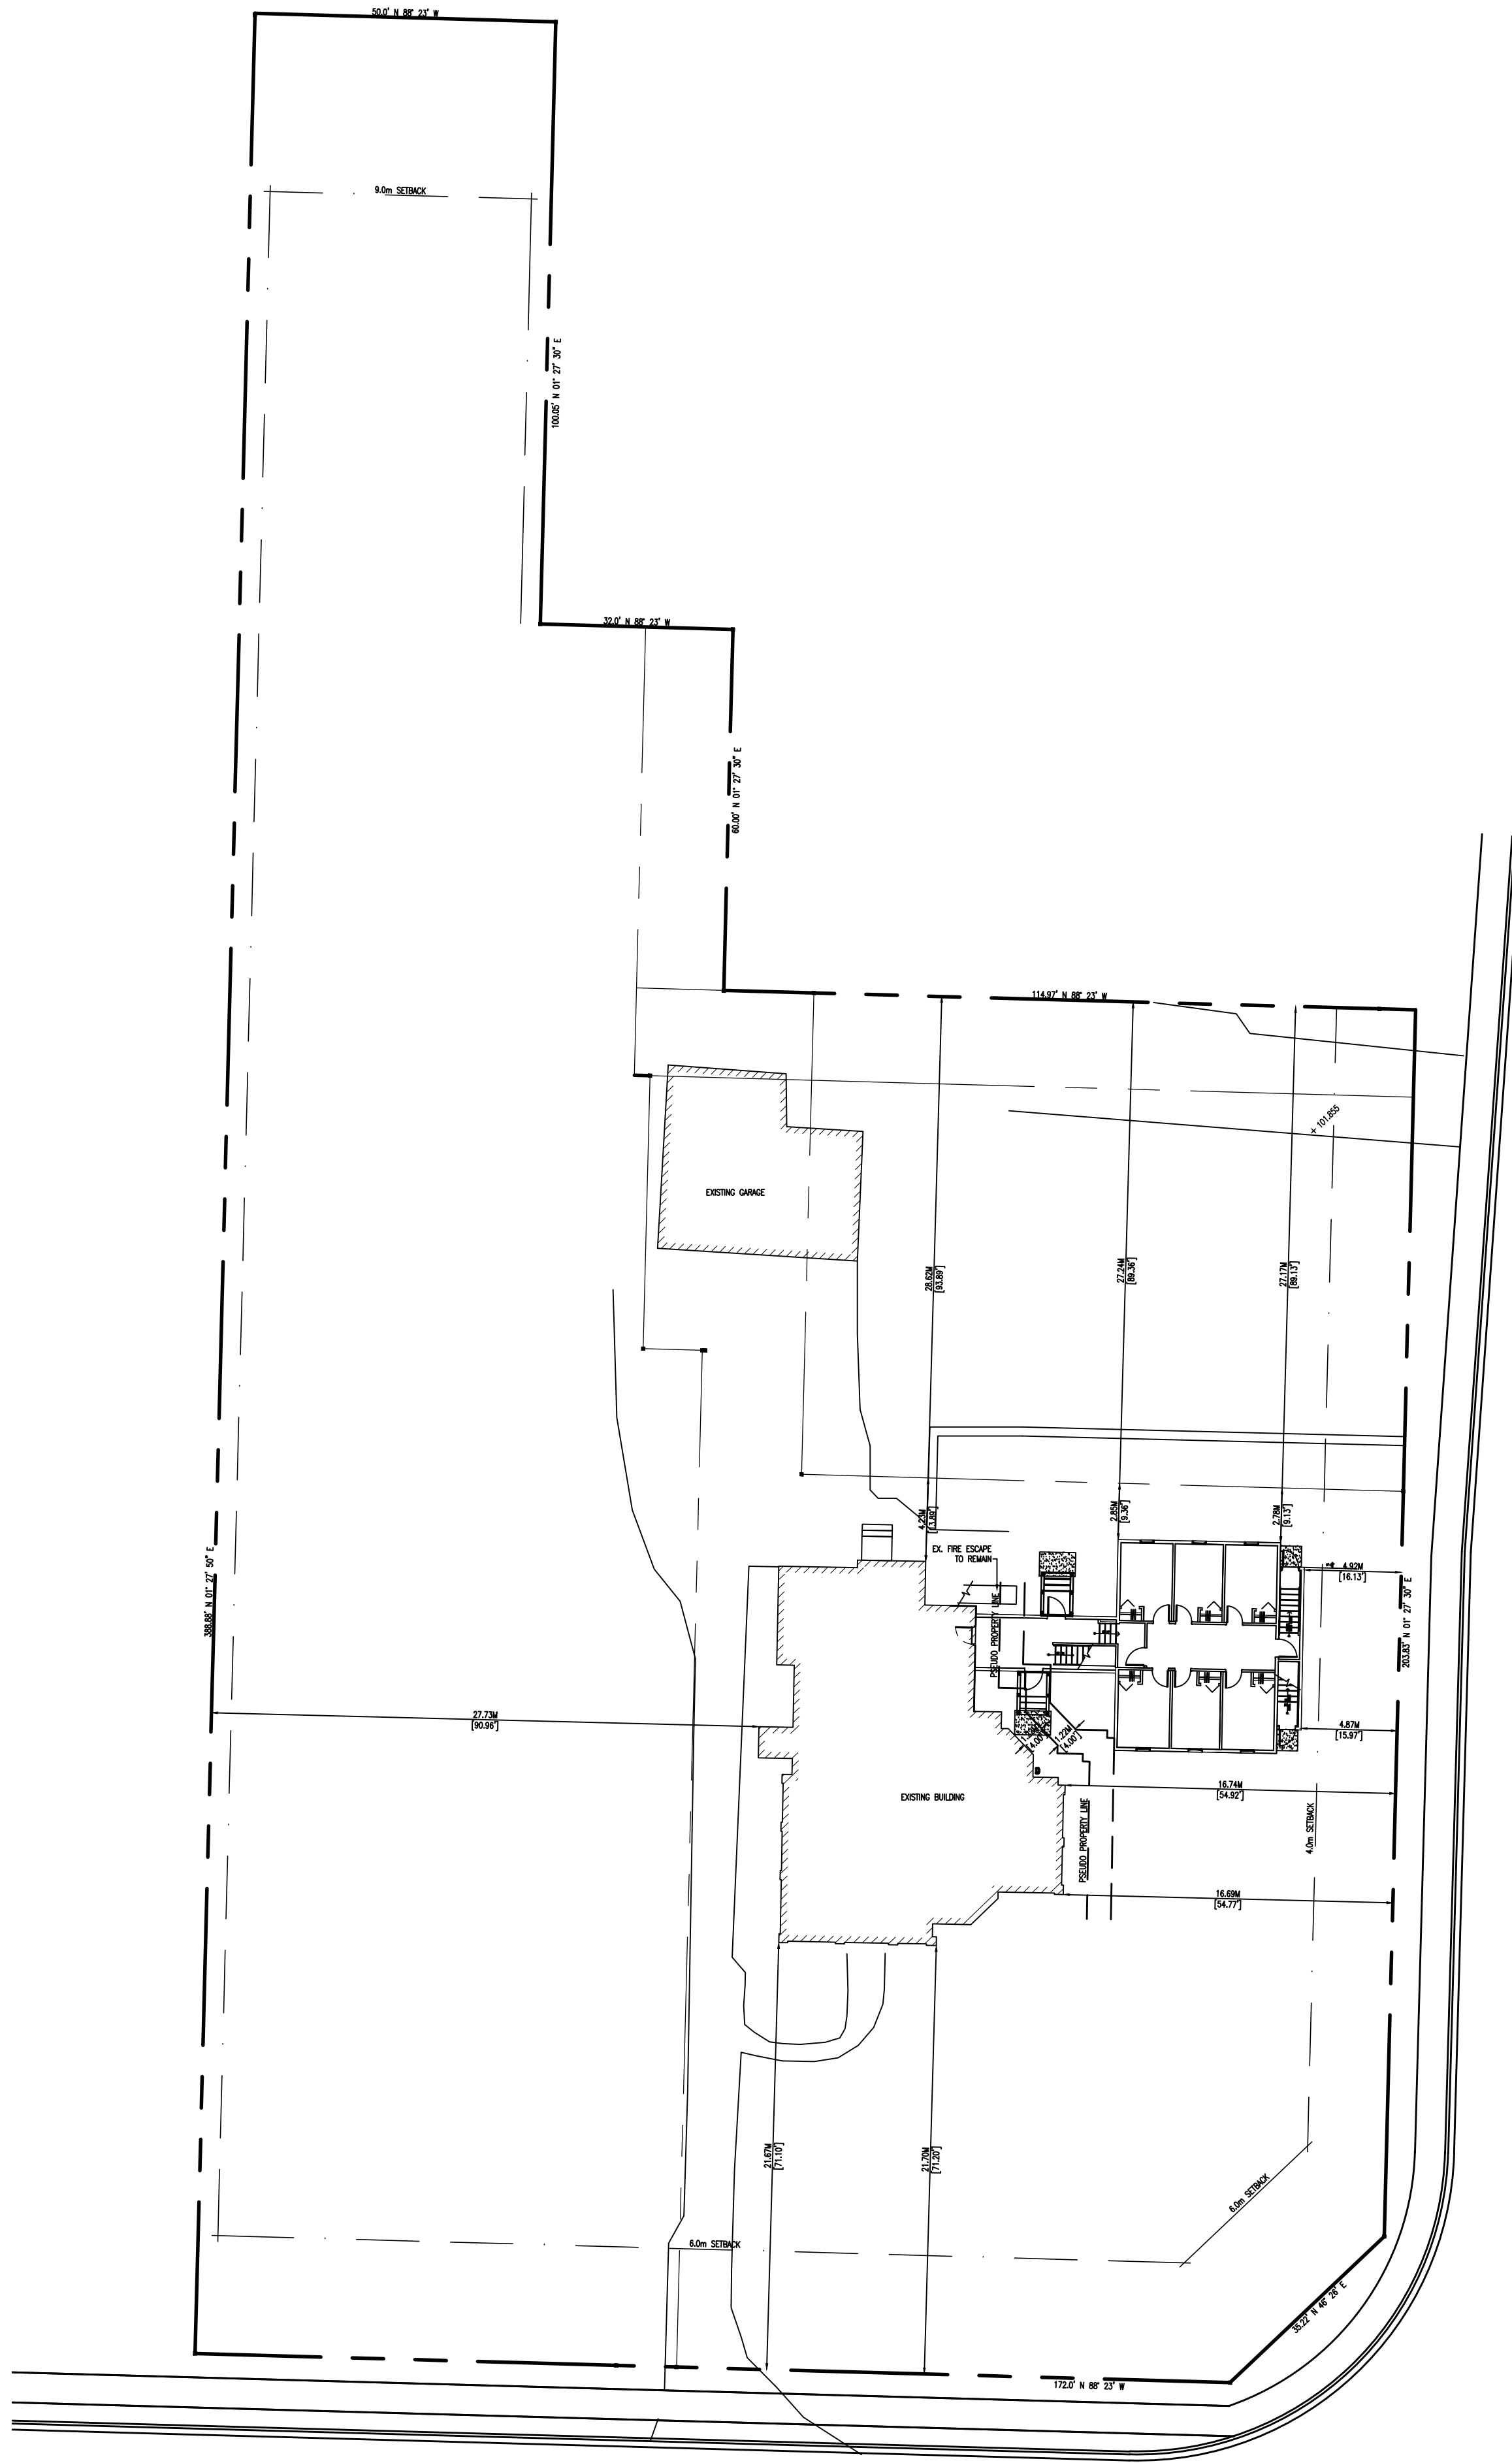 50.0' N 88° 23' W
9.0m SETBACK
100.05' N 01° 27' 30" E
32.0' N 88° 23' W
60.00' N 01° 27' 30" E
114.97' N 88° 23' W
+ 101.855
EXISTING GARAGE
28.62M
[93.89']
27.24M
[89.36']
27.17M
[89.13']
4.23M
[13.89']
2.85M
[9.36']
2.78M
[9.13']
EX. FIRE ESCAPE
TO REMAIN
4.92M
[16.13']
388.88' N 01° 27' 50" E
203.83' N 01° 27' 30" E
PSEUDO PROPERTY LINE
27.73M
[90.96']
1.22M
[4.00']
[4.00']
4.87M
[15.97']
16.74M
[54.92']
EXISTING BUILDING
PSEUDO PROPERTY LINE
4.0m SETBACK
16.69M
[54.77']
21.67M
[71.10']
21.70M
[71.20']
6.0m SETBACK
6.0m SETBACK
35.22' N 46° 26' E
172.0' N 88° 23' W